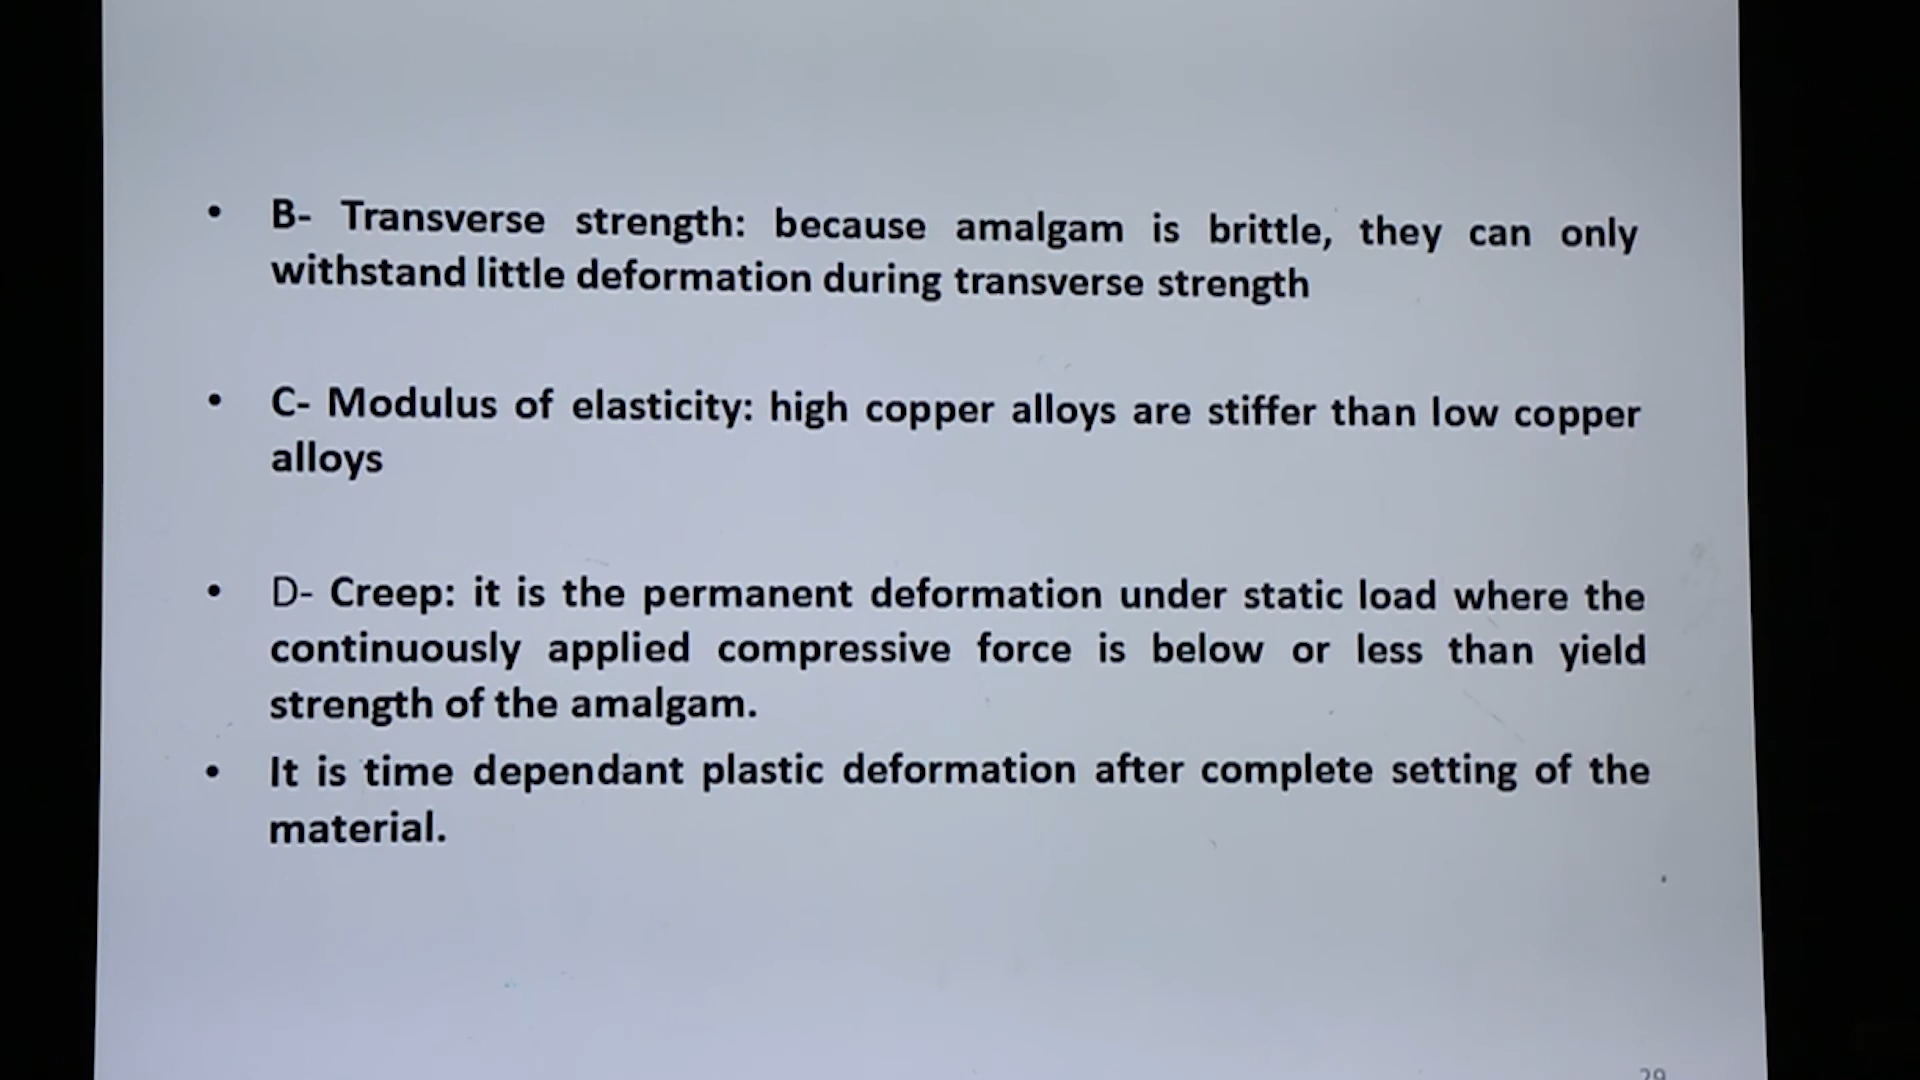 • B- Transverse strength: because amalgam is brittle, they can only
withstand little deformation during transverse strength
• C- Modulus of elasticity: high copper alloys are stiffer than low copper
alloys
• D- Creep: it is the permanent deformation under static load where the
continuously applied compressive force is below or less than yield
strength of the amalgam.
• It is time dependant plastic deformation after complete setting of the
material.
29